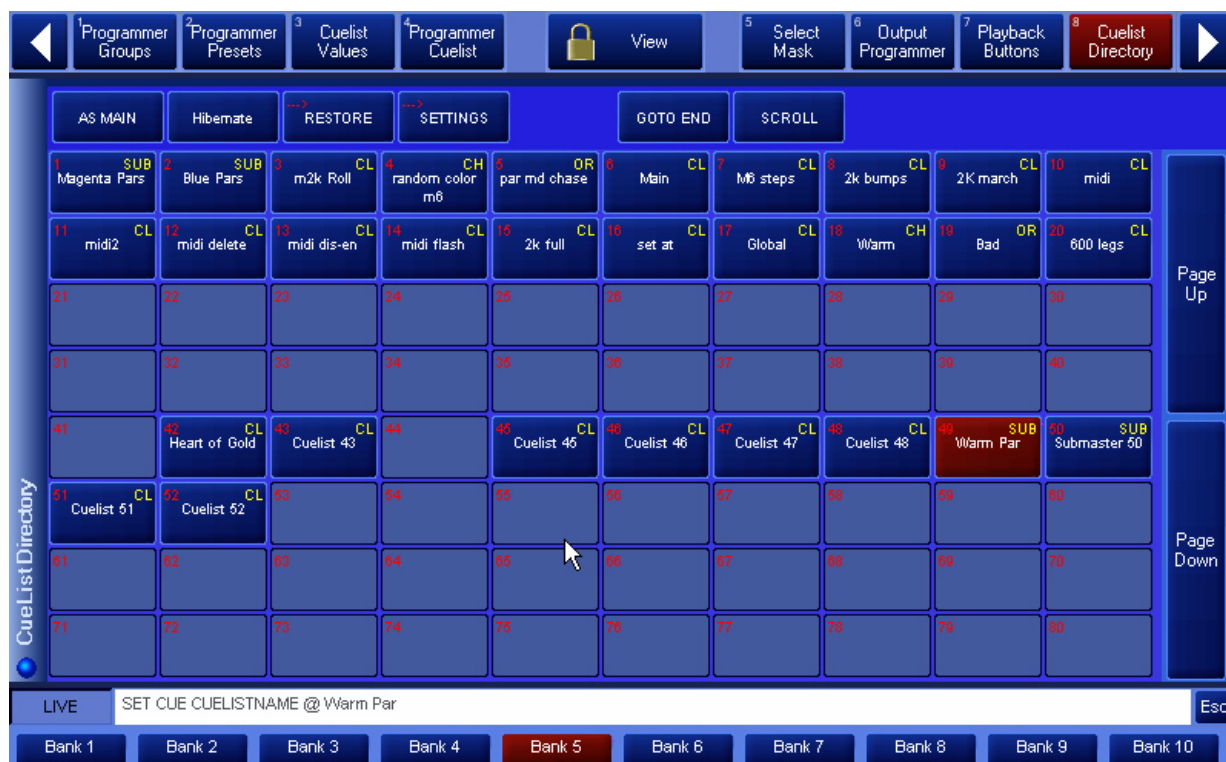 1 Programmer Groups
2 Programmer Presets
3 Cuelist Values
4 Programmer Cuelist
View
5 Select Mask
6 Output Programmer
7 Playback Buttons
8 Cuelist Directory
AS MAIN
Hibernate
---> RESTORE
---> SETTINGS
GOTO END
SCROLL
1 SUB Magenta Pars
2 SUB Blue Pars
3 CL m2k Roll
4 CH random color m6
5 OR par md chase
6 CL Main
7 CL M6 steps
8 CL 2k bumps
9 CL 2K march
10 CL midi
11 CL midi2
12 CL midi delete
13 CL midi dis-en
14 CL midi flash
15 CL 2k full
16 CL set at
17 CL Global
18 CH Warm
19 OR Bad
20 CL 600 legs
21 22 23 24 25 26 27 28 29 30
31 32 33 34 35 36 37 38 39 40
41
42 CL Heart of Gold
43 CL Cuelist 43
44
45 CL Cuelist 45
46 CL Cuelist 46
47 CL Cuelist 47
48 CL Cuelist 48
49 SUB Warm Par
50 SUB Submaster 50
51 CL Cuelist 51
52 CL Cuelist 52
53 54 55 56 57 58 59 60
61 62 63 64 65 66 67 68 69 70
71 72 73 74 75 76 77 78 79 80
Page Up
Page Down
CueListDirectory
LIVE
SET CUE CUELISTNAME @ Warm Par
Esc
Bank 1 Bank 2 Bank 3 Bank 4 Bank 5 Bank 6 Bank 7 Bank 8 Bank 9 Bank 10